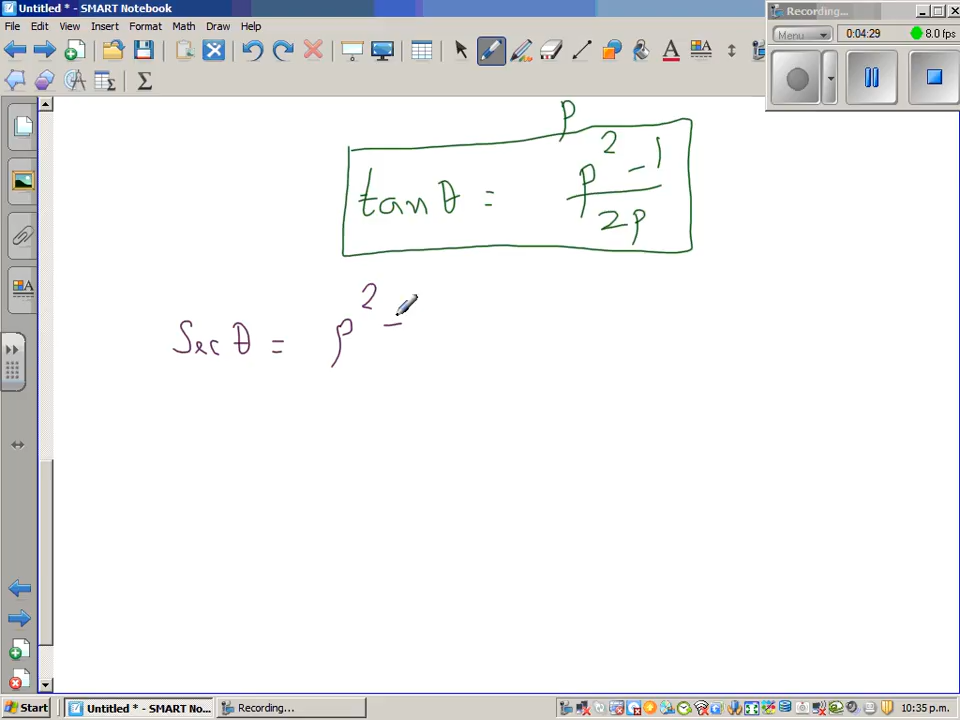 Untitled * - SMART Notebook
Recording...
File Edit View Insert Format Math Draw Help
Menu
0:04:29
8.0 fps
p
tan θ = p² - 1
2p
Sec θ = p² -
Start
Untitled * - SMART No...
Recording...
10:35 p.m.